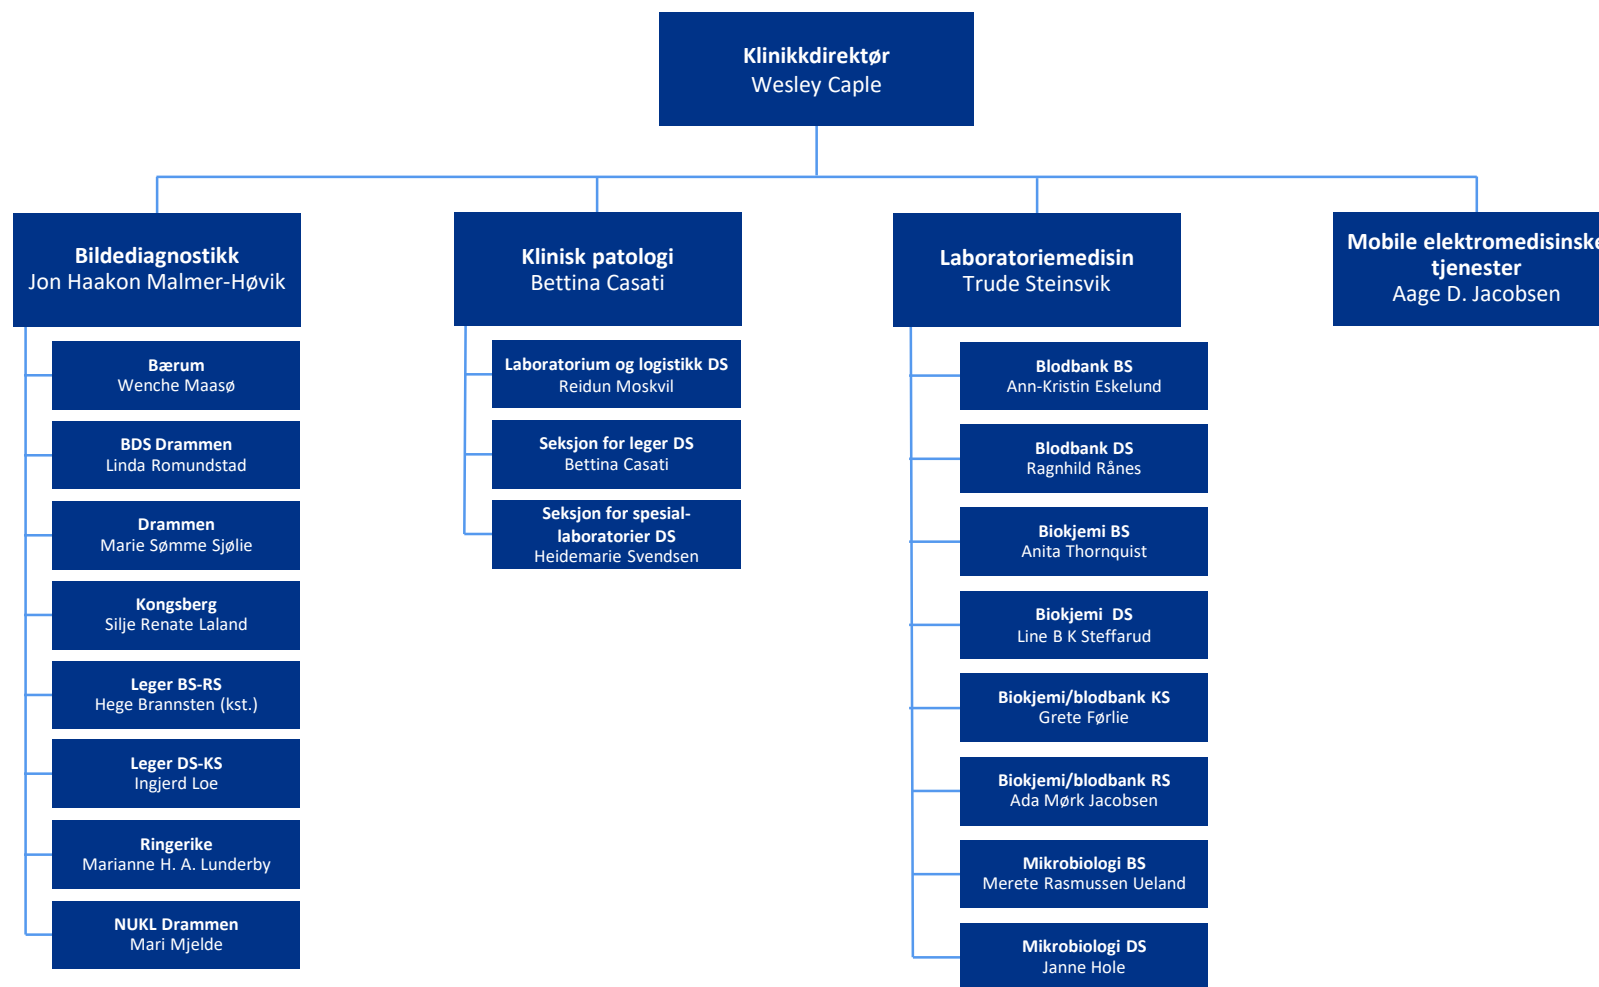 Klinikkdirektør
Wesley Caple
Bildediagnostikk
Jon Haakon Malmer-Høvik
Bærum
Wenche Maasø
BDS Drammen
Linda Romundstad
Drammen
Marie Sømme Sjølie
Kongsberg
Silje Renate Laland
Leger BS-RS
Hege Brannsten (kst.)
Leger DS-KS
Ingjerd Loe
Ringerike
Marianne H. A. Lunderby
NUKL Drammen
Mari Mjelde
Klinisk patologi
Bettina Casati
Laboratorium og logistikk DS
Reidun Moskvil
Seksjon for leger DS
Bettina Casati
Seksjon for spesial-
laboratorier DS
Heidemarie Svendsen
Laboratoriemedisin
Trude Steinsvik
Blodbank BS
Ann-Kristin Eskelund
Blodbank DS
Ragnhild Rånes
Biokjemi BS
Anita Thornquist
Biokjemi  DS
Line B K Steffarud
Biokjemi/blodbank KS
Grete Førlie
Biokjemi/blodbank RS
Ada Mørk Jacobsen
Mikrobiologi BS
Merete Rasmussen Ueland
Mikrobiologi DS
Janne Hole
Mobile elektromedisinske
tjenester
Aage D. Jacobsen